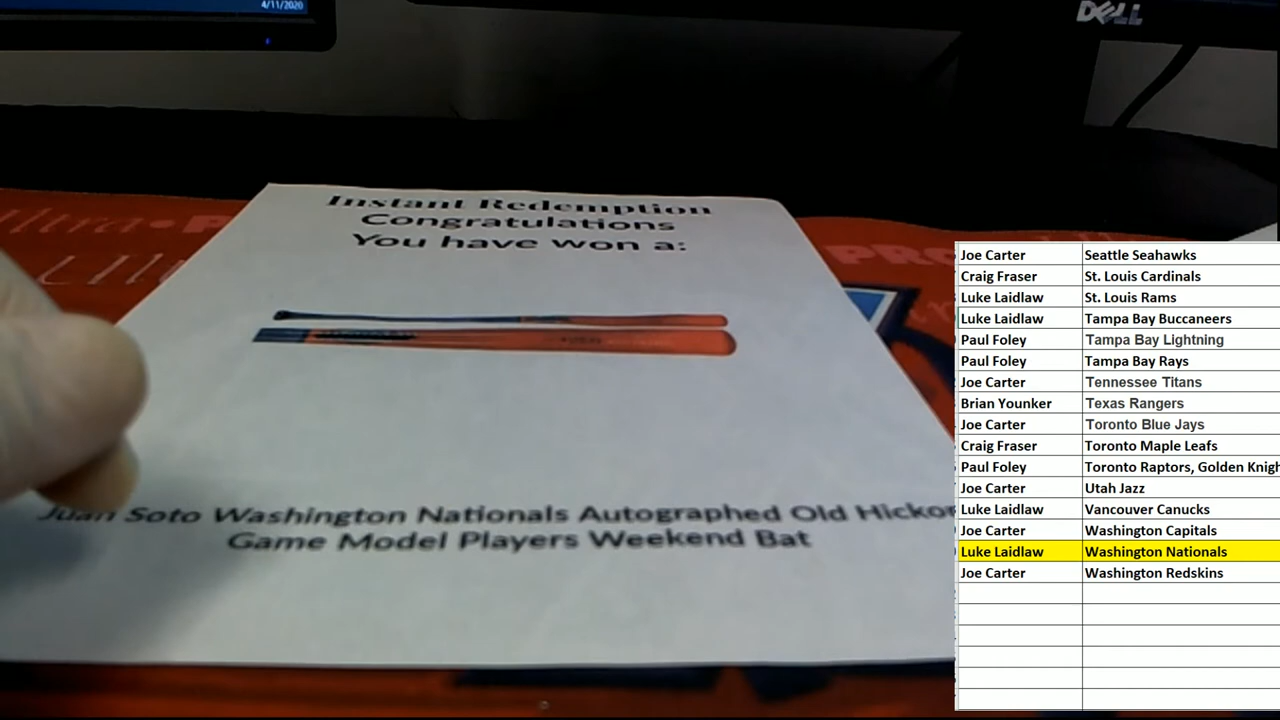 4/11/2020
DELL
Instant Redemption
Congratulations
You have won a:
Juan Soto Washington Nationals Autographed Old Hickor
Game Model Players Weekend Bat
Joe Carter Seattle Seahawks
Craig Fraser St. Louis Cardinals
Luke Laidlaw St. Louis Rams
Luke Laidlaw Tampa Bay Buccaneers
Paul Foley Tampa Bay Lightning
Paul Foley Tampa Bay Rays
Joe Carter Tennessee Titans
Brian Younker Texas Rangers
Joe Carter Toronto Blue Jays
Craig Fraser Toronto Maple Leafs
Paul Foley Toronto Raptors, Golden Knigh
Joe Carter Utah Jazz
Luke Laidlaw Vancouver Canucks
Joe Carter Washington Capitals
Luke Laidlaw Washington Nationals
Joe Carter Washington Redskins